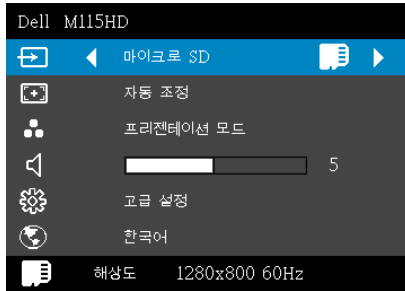 Dell M115HD
마이크로 SD
자동 조정
프리젠테이션 모드
5
고급 설정
한국어
해상도 1280x800 60Hz